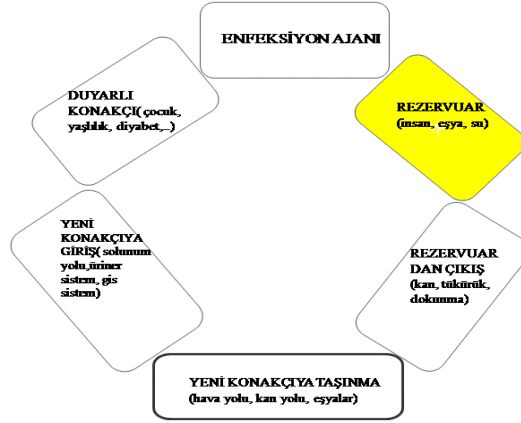 ENFEKSİYON AJANI
REZERVUAR
(insan, eşya, su)
REZERVUAR
DAN ÇIKIŞ
(kan, tükürük,
dokunma)
YENİ KONAKÇIYA TAŞINMA
(hava yolu, kan yolu, eşyalar)
YENİ
KONAKÇIYA
GİRİŞ( solunum
yolu,üriner
sistem, gis
sistem)
DUYARLI
KONAKÇI( çocuk,
yaşlılık, diyabet,..)